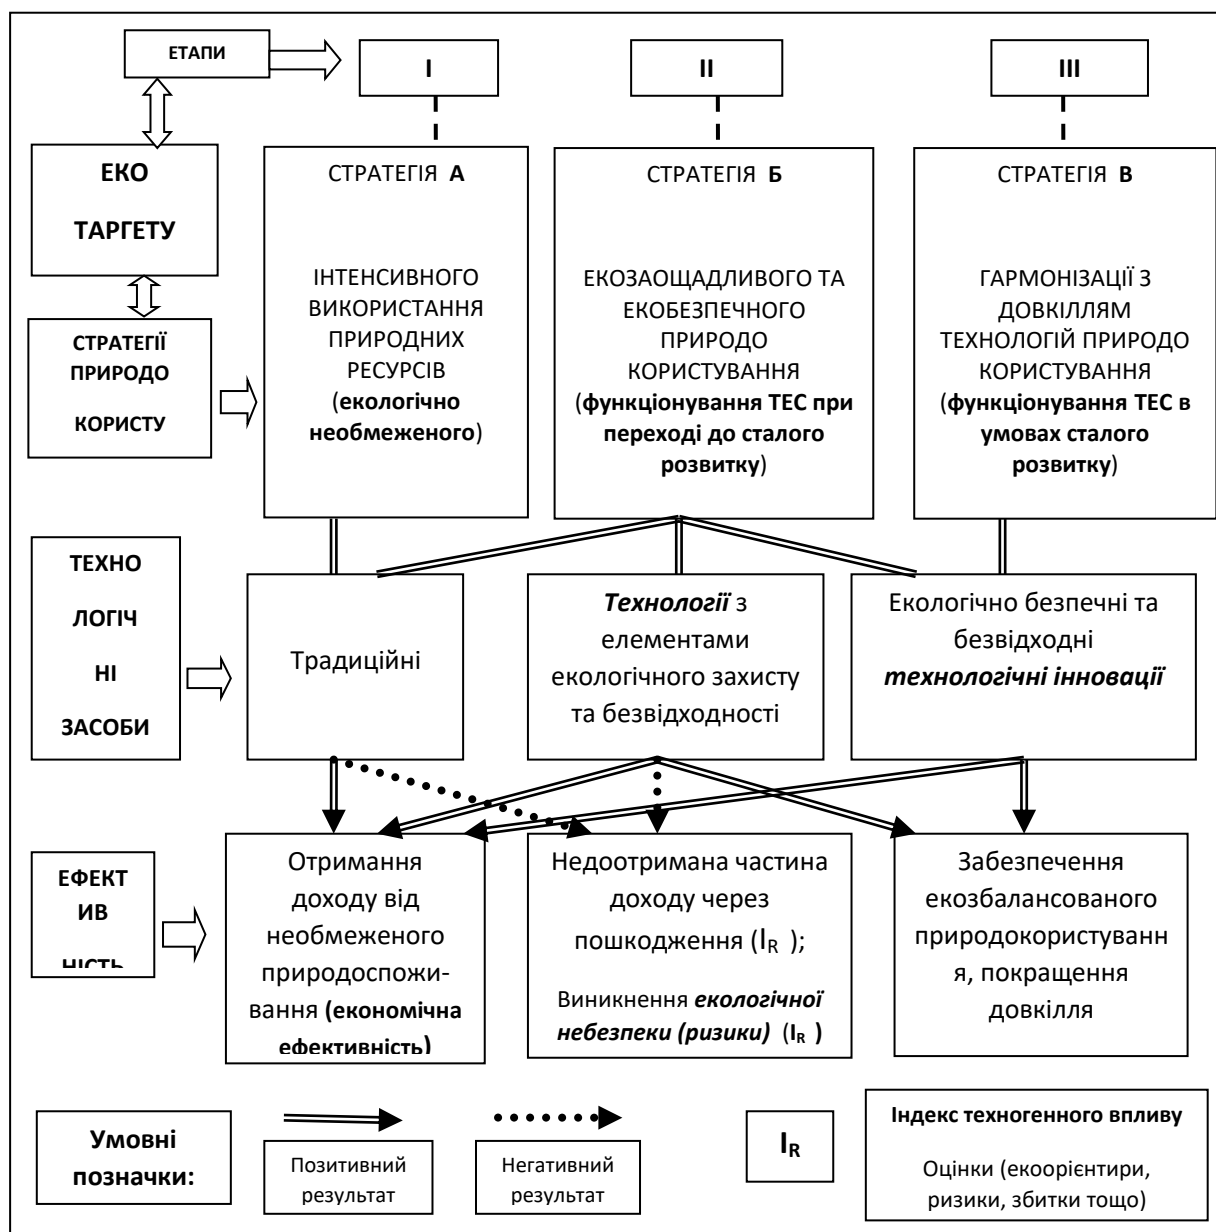 ЕТАПИ
I
II
III
ЕКО
ТАРГЕТУ
СТРАТЕГІЯ А
ІНТЕНСИВНОГО
ВИКОРИСТАННЯ
ПРИРОДНИХ
РЕСУРСІВ
(екологічно
необмеженого)
СТРАТЕГІЯ Б
ЕКОЗАОЩАДЛИВОГО ТА
ЕКОБЕЗПЕЧНОГО
ПРИРОДО
КОРИСТУВАННЯ
(функціонування ТЕС при
переході до сталого
розвитку)
СТРАТЕГІЯ В
ГАРМОНІЗАЦІЇ З
ДОВКІЛЛЯМ
ТЕХНОЛОГІЙ ПРИРОДО
КОРИСТУВАННЯ
(функціонування ТЕС в
умовах сталого
розвитку)
СТРАТЕГІЇ
ПРИРОДО
КОРИСТУ
ТЕХНО
ЛОГІЧ
НІ
ЗАСОБИ
Традиційні
Технології з
елементами
екологічного захисту
та безвідходності
Екологічно безпечні та
безвідходні
технологічні інновації
ЕФЕКТ
ИВ
НІСТЬ
Отримання
доходу від
необмеженого
природоспожи-
вання (економічна
ефективність)
Недоотримана частина
доходу через
пошкодження (IR );
Виникнення екологічної
небезпеки (ризики) (IR )
Забезпечення
екозбалансованого
природокористуванн
я, покращення
довкілля
Умовні
позначки:
Позитивний
результат
Негативний
результат
IR
Індекс техногенного впливу
Оцінки (екоорієнтири,
ризики, збитки тощо)